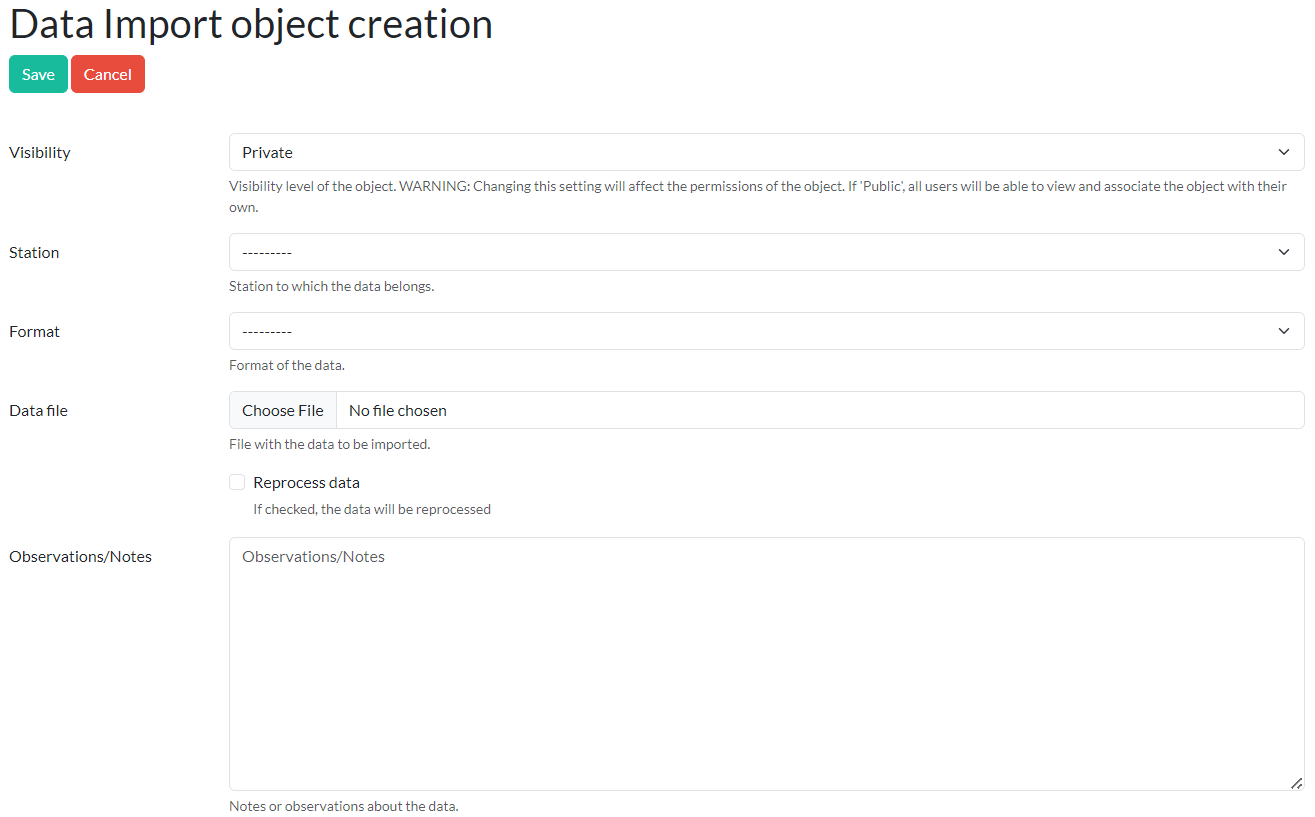 Data Import object creation
Save Cancel
Visibility
Private
Visibility level of the object. WARNING: Changing this setting will affect the permissions of the object. If 'Public', all users will be able to view and associate the object with their
own.
Station
---------
Station to which the data belongs.
Format
---------
Format of the data.
Data file
Choose File No file chosen
File with the data to be imported.
Reprocess data
If checked, the data will be reprocessed
Observations/Notes
Observations/Notes
Notes or observations about the data.